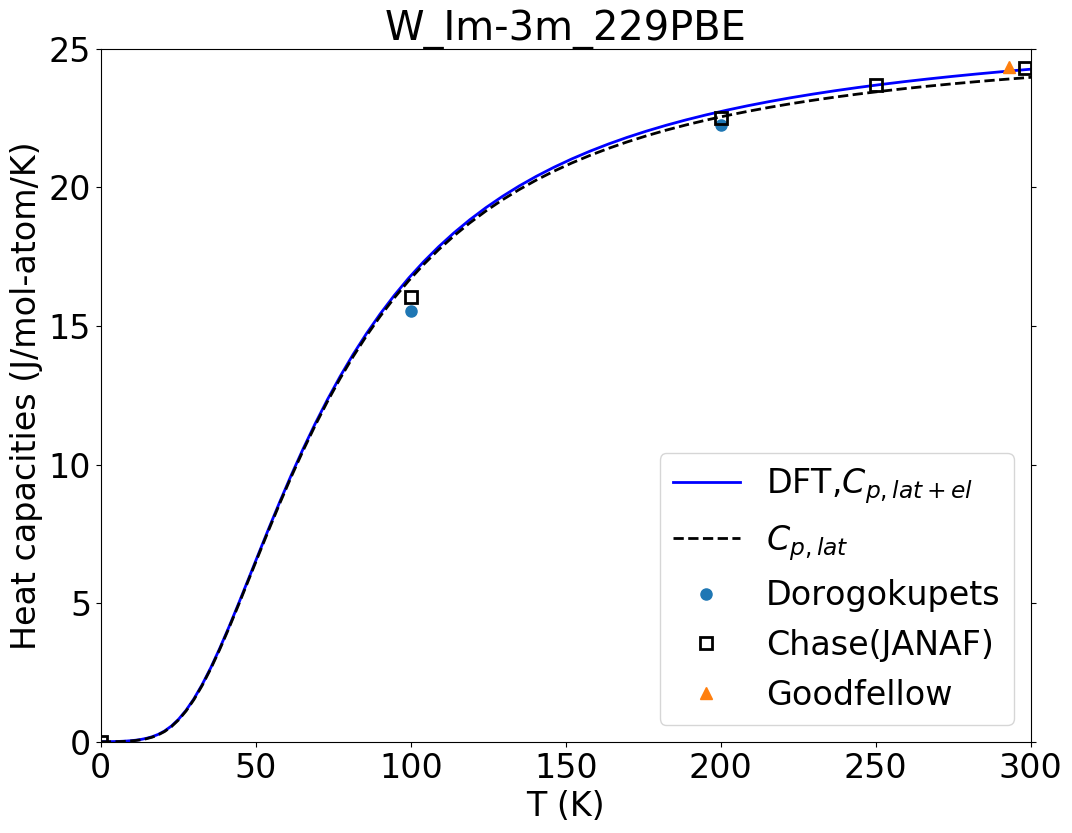 W_Im-3m_229PBE
Heat capacities (J/mol-atom/K)
25
20
15
10
5
0
0 50 100 150 200 250 300
T (K)
DFT,C_{p,lat+el}
C_{p,lat}
Dorogokupets
Chase(JANAF)
Goodfellow